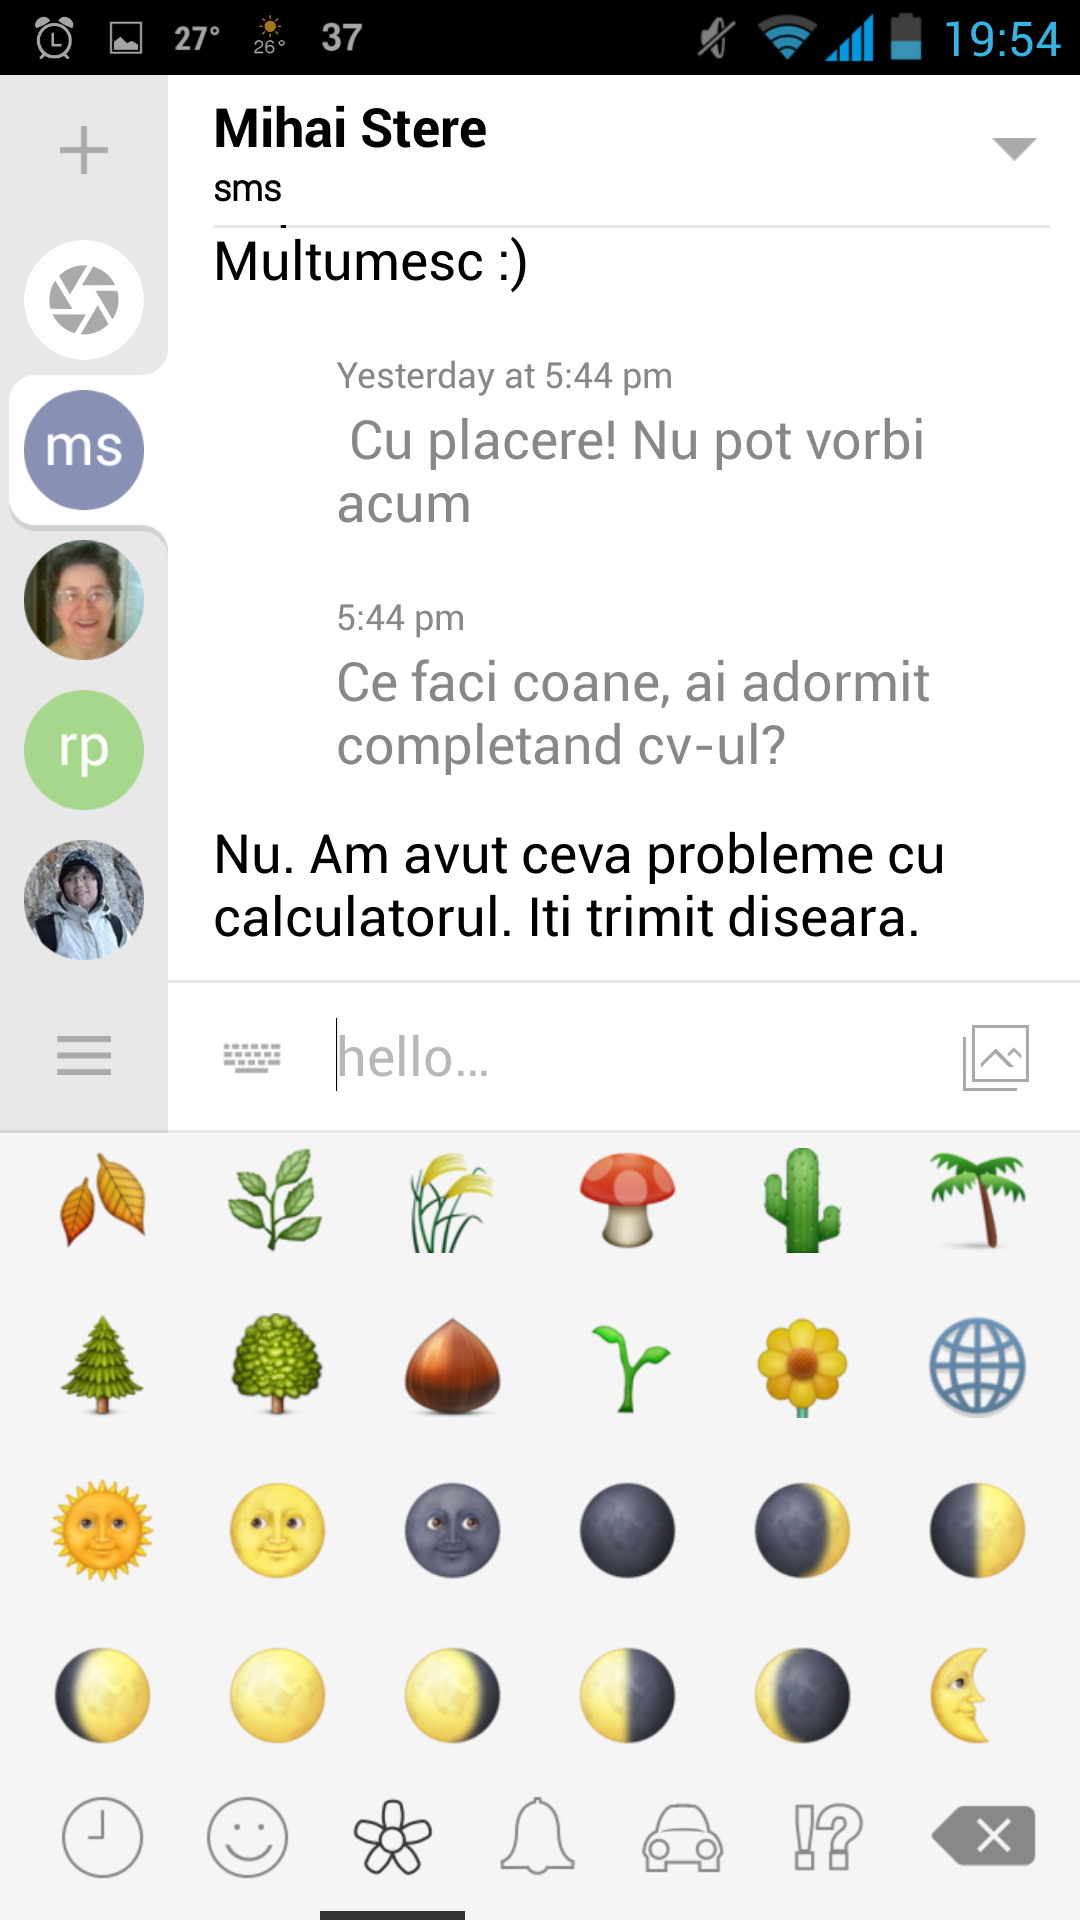 27° 26° 37 19:54
Mihai Stere
sms
Multumesc :)
Yesterday at 5:44 pm
Cu placere! Nu pot vorbi
acum
ms
5:44 pm
Ce faci coane, ai adormit
completand cv-ul?
rp
Nu. Am avut ceva probleme cu
calculatorul. Iti trimit diseara.
hello...
!?